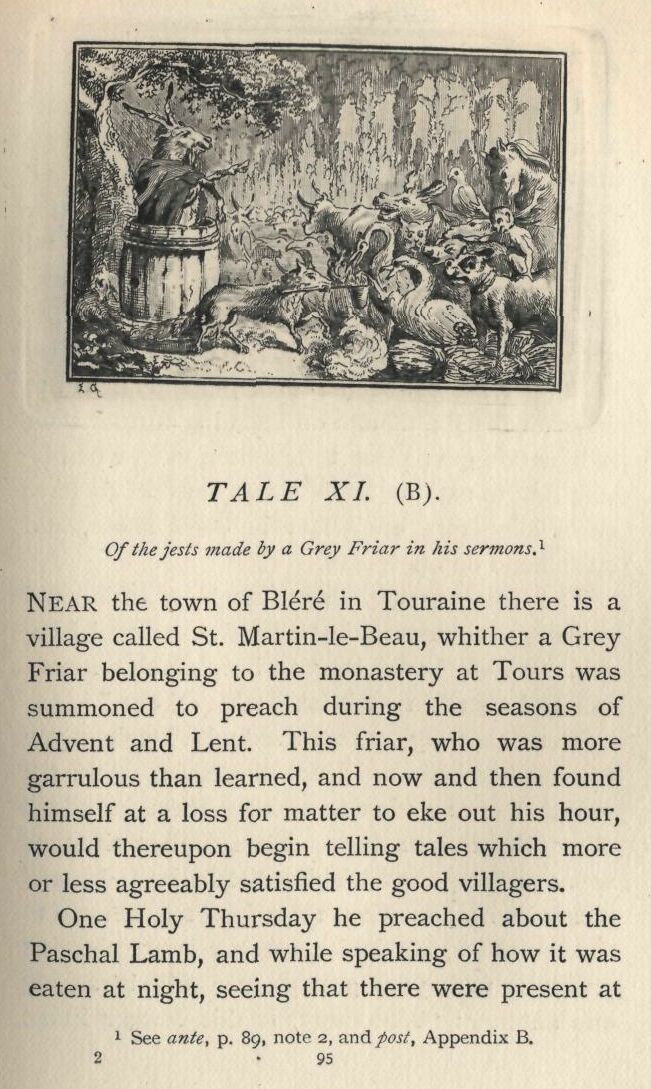 TALE XI. (B).
Of the jests made by a Grey Friar in his sermons.¹
NEAR the town of Bléré in Touraine there is a
village called St. Martin-le-Beau, whither a Grey
Friar belonging to the monastery at Tours was
summoned to preach during the seasons of
Advent and Lent. This friar, who was more
garrulous than learned, and now and then found
himself at a loss for matter to eke out his hour,
would thereupon begin telling tales which more
or less agreeably satisfied the good villagers.
One Holy Thursday he preached about the
Paschal Lamb, and while speaking of how it was
eaten at night, seeing that there were present at
¹ See ante, p. 89, note 2, and post, Appendix B.
2 95